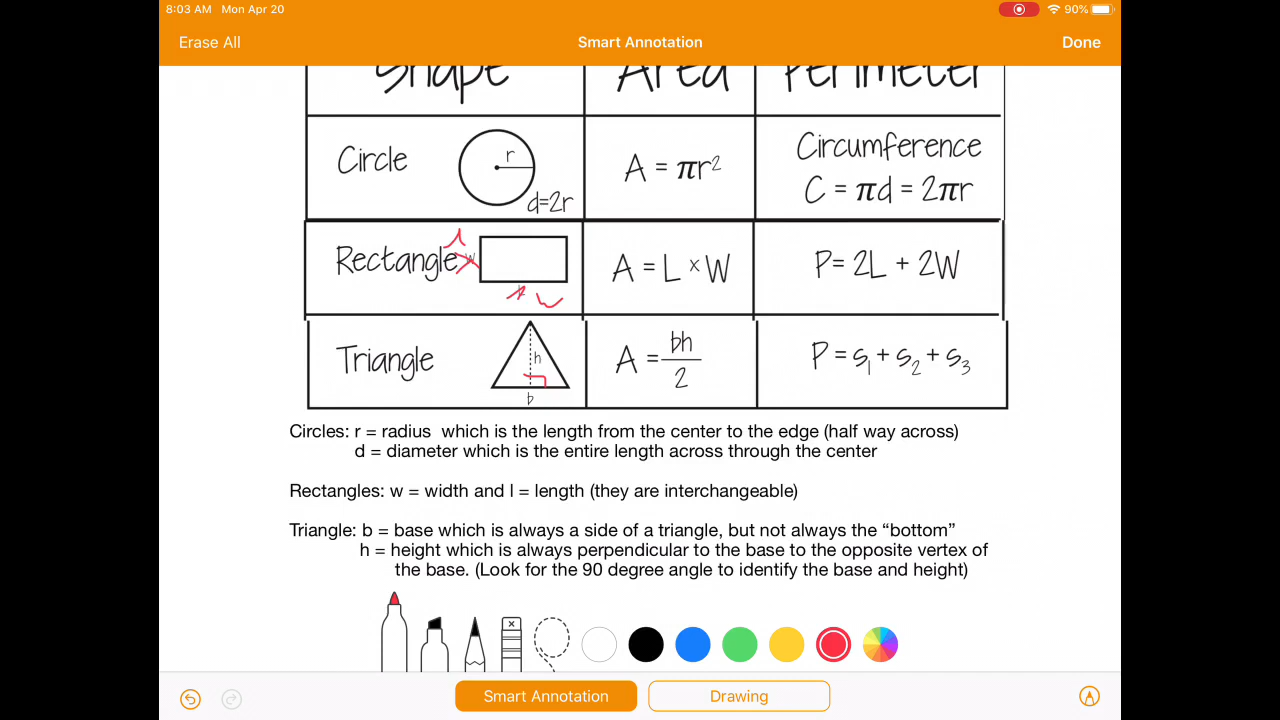 8:03 AM Mon Apr 20 90%
Erase All Smart Annotation Done
Shape Area Perimeter
Circle r d=2r A = πr² Circumference
C = πd = 2πr
Rectangle w A = L × W P= 2L + 2W
w
Triangle h b A = bh/2 P = s₁ + s₂ + s₃
Circles: r = radius which is the length from the center to the edge (half way across)
d = diameter which is the entire length across through the center
Rectangles: w = width and l = length (they are interchangeable)
Triangle: b = base which is always a side of a triangle, but not always the “bottom”
h = height which is always perpendicular to the base to the opposite vertex of
the base. (Look for the 90 degree angle to identify the base and height)
Smart Annotation Drawing